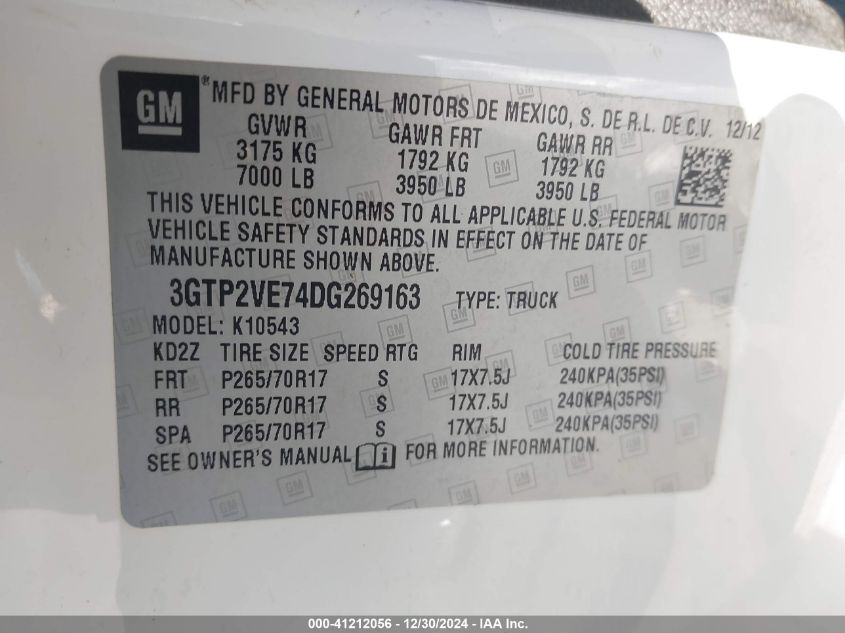 GM ® MFD BY GENERAL MOTORS DE MEXICO, S. DE R.L. DE C.V. 12/12
GVWR GAWR FRT GAWR RR
3175 KG 1792 KG 1792 KG
7000 LB 3950 LB 3950 LB
THIS VEHICLE CONFORMS TO ALL APPLICABLE U.S. FEDERAL MOTOR
VEHICLE SAFETY STANDARDS IN EFFECT ON THE DATE OF
MANUFACTURE SHOWN ABOVE.
3GTP2VE74DG269163 TYPE: TRUCK
MODEL: K10543
KD2Z TIRE SIZE SPEED RTG RIM COLD TIRE PRESSURE
FRT P265/70R17 S 17X7.5J 240KPA(35PSI)
RR P265/70R17 S 17X7.5J 240KPA(35PSI)
SPA P265/70R17 S 17X7.5J 240KPA(35PSI)
SEE OWNER'S MANUAL i FOR MORE INFORMATION.
000-41212056 - 12/30/2024 - IAA Inc.